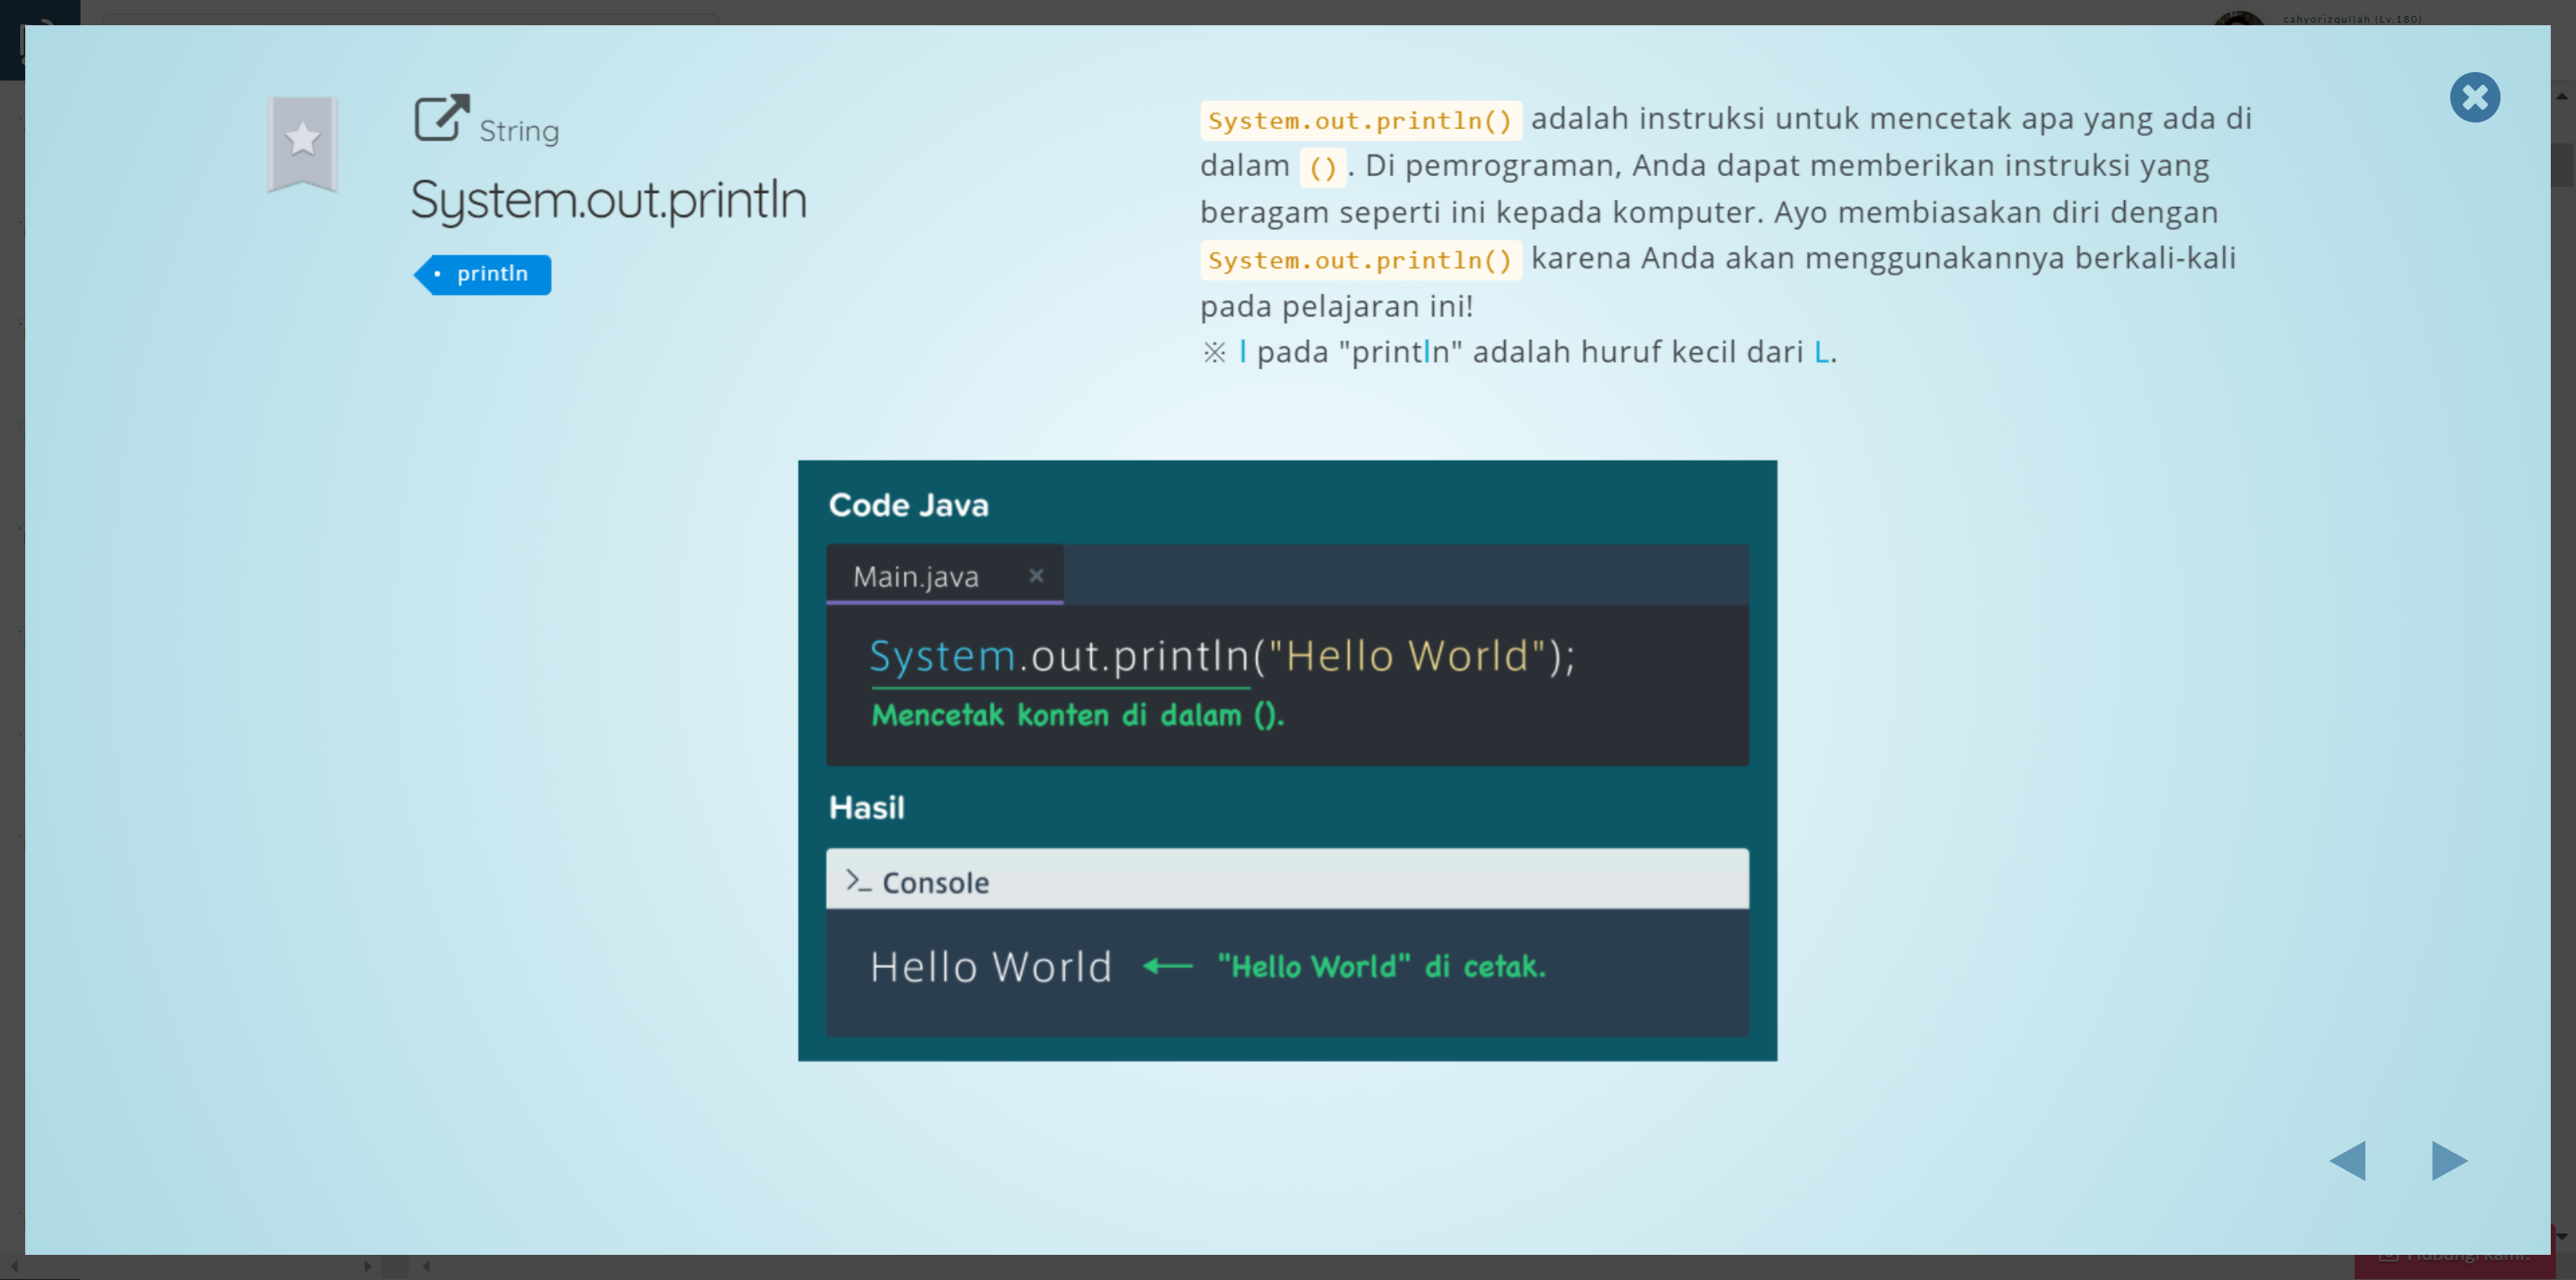 cahyorizqullah (Lv.180)
String
System.out.println
println
System.out.println() adalah instruksi untuk mencetak apa yang ada di
dalam (). Di pemrograman, Anda dapat memberikan instruksi yang
beragam seperti ini kepada komputer. Ayo membiasakan diri dengan
System.out.println() karena Anda akan menggunakannya berkali-kali
pada pelajaran ini!
※ l pada "println" adalah huruf kecil dari L.
Code Java
Main.java ×
System.out.println("Hello World");
Mencetak konten di dalam ().
Hasil
>_ Console
Hello World ← "Hello World" di cetak.
Hubungi kami!